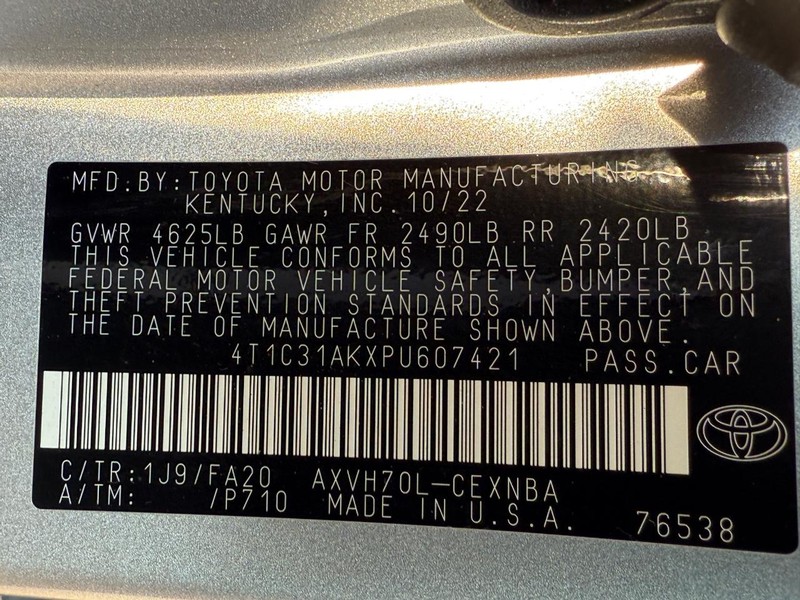 MFD.BY:TOYOTA MOTOR MANUFACTURING,
KENTUCKY,INC.10/22
GVWR 4625LB GAWR FR 2490LB RR 2420LB
THIS VEHICLE CONFORMS TO ALL APPLICABLE
FEDERAL MOTOR VEHICLE SAFETY,BUMPER,AND
THEFT PREVENTION STANDARDS IN EFFECT ON
THE DATE OF MANUFACTURE SHOWN ABOVE.
4T1C31AKXPU607421 PASS.CAR
C/TR:1J9/FA20 AXVH70L-CEXNBA
A/TM: /P710 MADE IN U.S.A. 76538